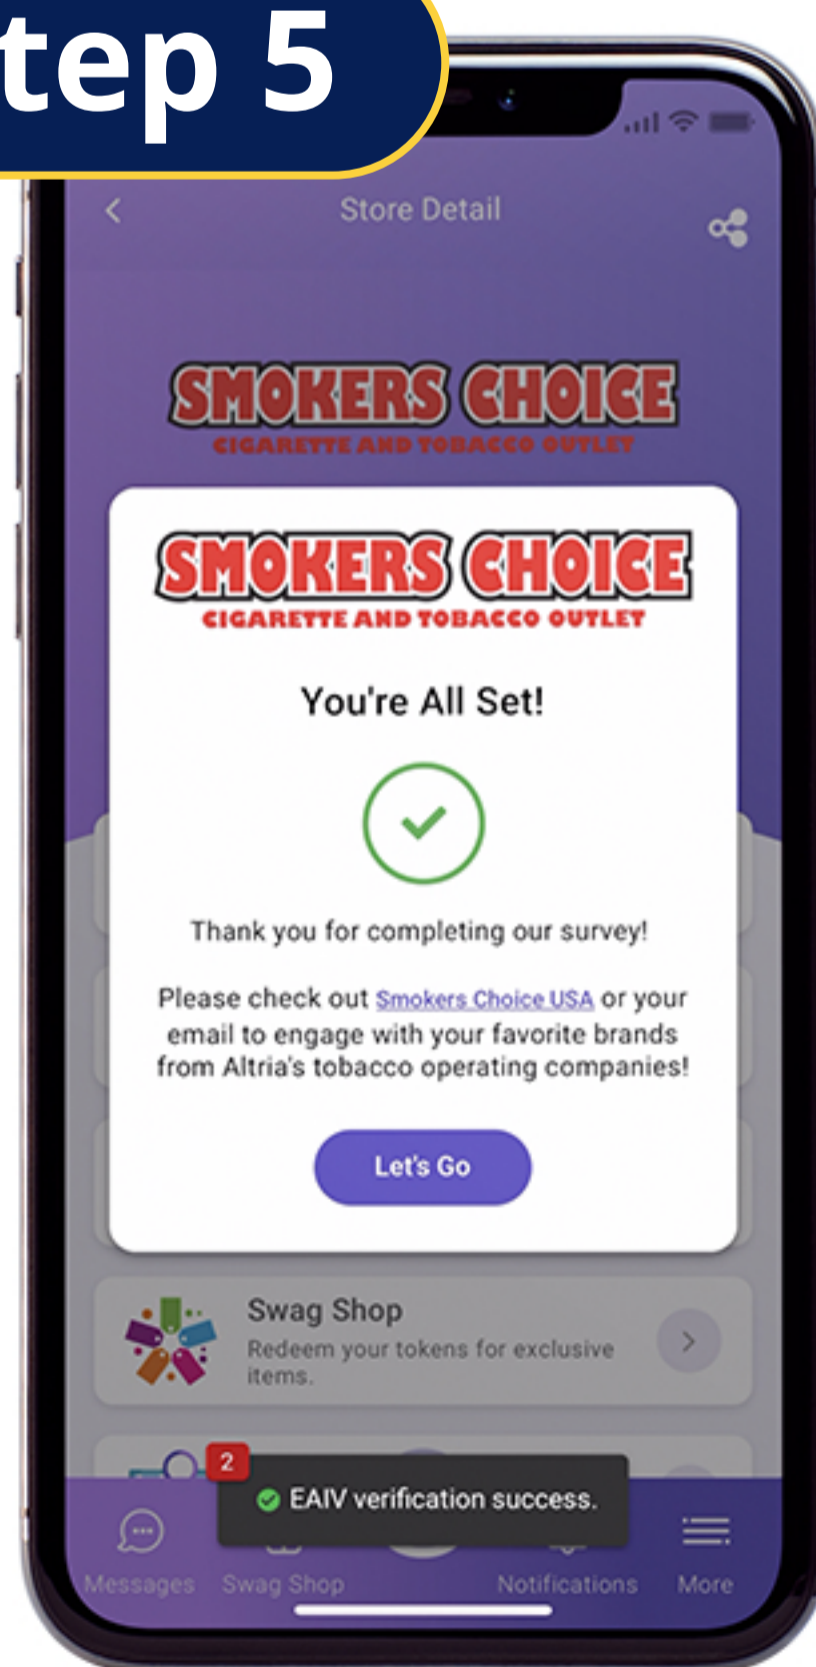 tep 5
Store Detail
SMOKERS CHOICE
CIGARETTE AND TOBACCO OUTLET
SMOKERS CHOICE
CIGARETTE AND TOBACCO OUTLET
You're All Set!
Thank you for completing our survey!
Please check out Smokers Choice USA or your
email to engage with your favorite brands
from Altria's tobacco operating companies!
Let's Go
Swag Shop
Redeem your tokens for exclusive
items.
2
EAIV verification success.
Messages Swag Shop Notifications More